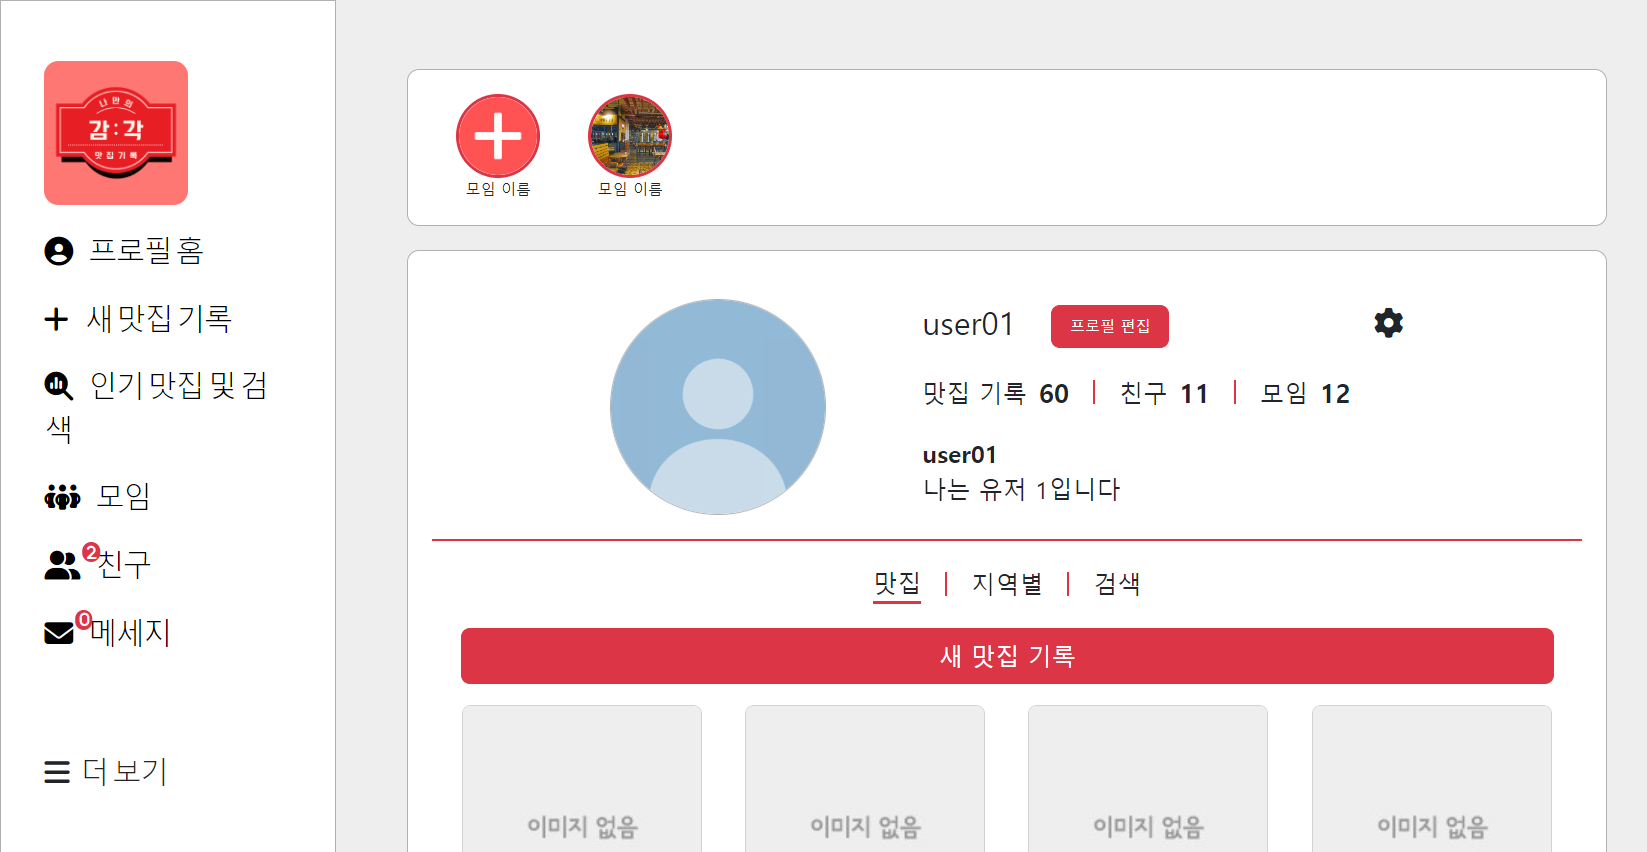 나만의
감:각
맛집기록
프로필 홈
새 맛집 기록
인기 맛집 및 검
색
모임
2
친구
0
메세지
더 보기
모임 이름
모임 이름
user01
프로필 편집
맛집 기록 60 | 친구 11 | 모임 12
user01
나는 유저 1입니다
맛집 | 지역별 | 검색
새 맛집 기록
이미지 없음
이미지 없음
이미지 없음
이미지 없음